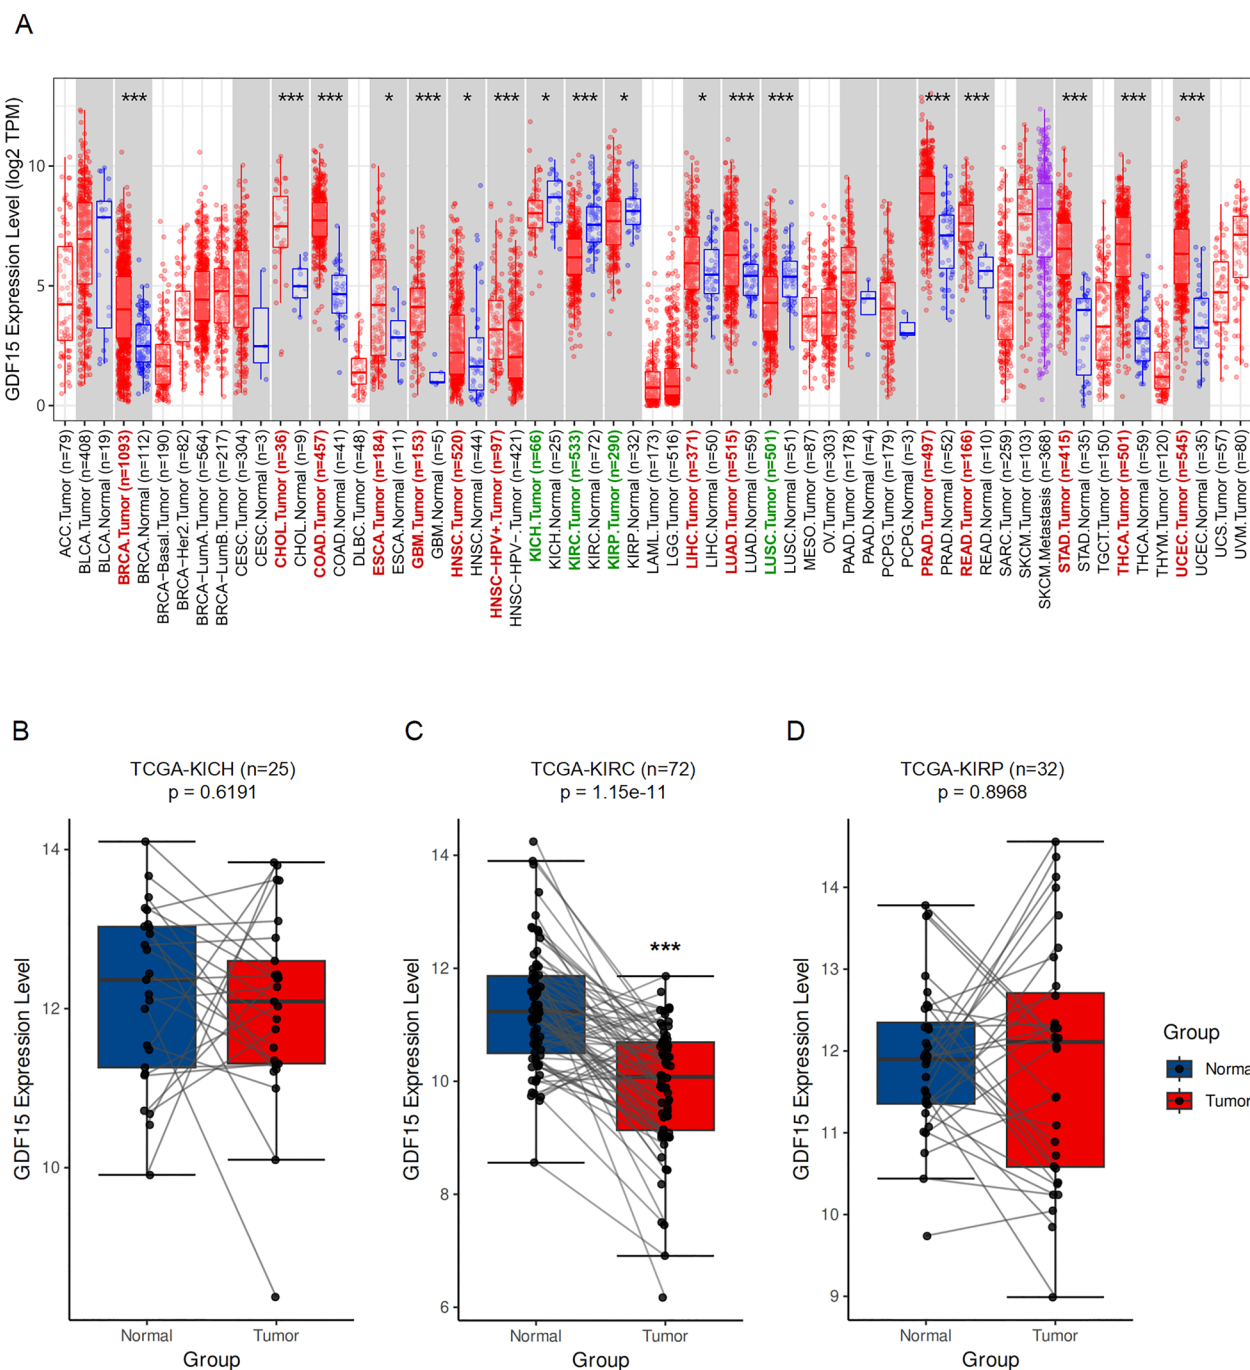 A
GDF15 Expression Level (log2 TPM)
10
5
0
***
***
***
*
***
*
***
*
***
*
*
***
***
***
***
***
***
***
ACC.Tumor (n=79)
BLCA.Tumor (n=408)
BLCA.Normal (n=19)
BRCA.Tumor (n=1093)
BRCA.Normal (n=112)
BRCA-Basal.Tumor (n=190)
BRCA-Her2.Tumor (n=82)
BRCA-LumA.Tumor (n=564)
BRCA-LumB.Tumor (n=217)
CESC.Tumor (n=304)
CESC.Normal (n=3)
CHOL.Tumor (n=36)
CHOL.Normal (n=9)
COAD.Tumor (n=457)
COAD.Normal (n=41)
DLBC.Tumor (n=48)
ESCA.Tumor (n=184)
ESCA.Normal (n=11)
GBM.Tumor (n=153)
GBM.Normal (n=5)
HNSC.Tumor (n=520)
HNSC.Normal (n=44)
HNSC-HPV+.Tumor (n=97)
HNSC-HPV-.Tumor (n=421)
KICH.Tumor (n=66)
KICH.Normal (n=25)
KIRC.Tumor (n=533)
KIRC.Normal (n=72)
KIRP.Tumor (n=290)
KIRP.Normal (n=32)
LAML.Tumor (n=173)
LGG.Tumor (n=516)
LIHC.Tumor (n=371)
LIHC.Normal (n=50)
LUAD.Tumor (n=515)
LUAD.Normal (n=59)
LUSC.Tumor (n=501)
LUSC.Normal (n=51)
MESO.Tumor (n=87)
OV.Tumor (n=303)
PAAD.Tumor (n=178)
PAAD.Normal (n=4)
PCPG.Tumor (n=179)
PCPG.Normal (n=3)
PRAD.Tumor (n=497)
PRAD.Normal (n=52)
READ.Tumor (n=166)
READ.Normal (n=10)
SARC.Tumor (n=259)
SKCM.Tumor (n=103)
SKCM.Metastasis (n=368)
STAD.Tumor (n=415)
STAD.Normal (n=35)
TGCT.Tumor (n=150)
THCA.Tumor (n=501)
THCA.Normal (n=59)
THYM.Tumor (n=120)
UCEC.Tumor (n=545)
UCEC.Normal (n=35)
UCS.Tumor (n=57)
UVM.Tumor (n=80)
B
TCGA-KICH (n=25)
p = 0.6191
GDF15 Expression Level
14
12
10
Normal
Tumor
Group
C
TCGA-KIRC (n=72)
p = 1.15e-11
***
GDF15 Expression Level
14
12
10
8
6
Normal
Tumor
Group
D
TCGA-KIRP (n=32)
p = 0.8968
GDF15 Expression Level
14
13
12
11
10
9
Normal
Tumor
Group
Group
Norma
Tumor